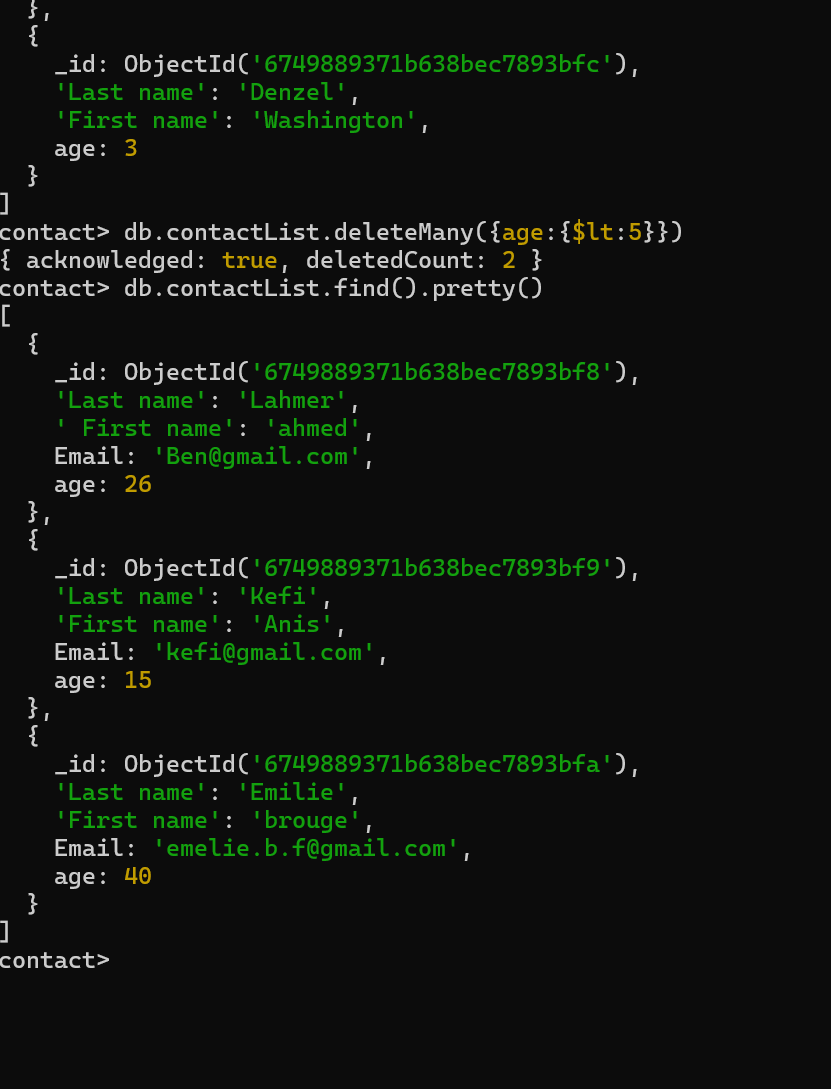 },
  {
    _id: ObjectId('6749889371b638bec7893bfc'),
    'Last name': 'Denzel',
    'First name': 'Washington',
    age: 3
  }
]
contact> db.contactList.deleteMany({age:{$lt:5}})
{ acknowledged: true, deletedCount: 2 }
contact> db.contactList.find().pretty()
[
  {
    _id: ObjectId('6749889371b638bec7893bf8'),
    'Last name': 'Lahmer',
    ' First name': 'ahmed',
    Email: 'Ben@gmail.com',
    age: 26
  },
  {
    _id: ObjectId('6749889371b638bec7893bf9'),
    'Last name': 'Kefi',
    'First name': 'Anis',
    Email: 'kefi@gmail.com',
    age: 15
  },
  {
    _id: ObjectId('6749889371b638bec7893bfa'),
    'Last name': 'Emilie',
    'First name': 'brouge',
    Email: 'emelie.b.f@gmail.com',
    age: 40
  }
]
contact>